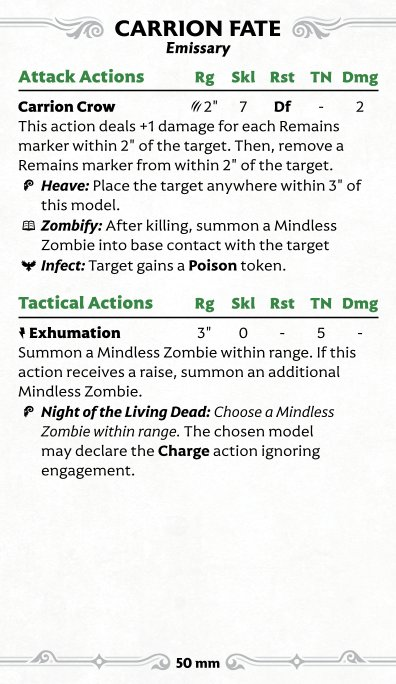 CARRION FATE
Emissary
Attack Actions Rg Skl Rst TN Dmg
Carrion Crow 2" 7 Df - 2
This action deals +1 damage for each Remains
marker within 2" of the target. Then, remove a
Remains marker from within 2" of the target.
Heave: Place the target anywhere within 3" of
this model.
Zombify: After killing, summon a Mindless
Zombie into base contact with the target
Infect: Target gains a Poison token.
Tactical Actions Rg Skl Rst TN Dmg
Exhumation 3" 0 - 5 -
Summon a Mindless Zombie within range. If this
action receives a raise, summon an additional
Mindless Zombie.
Night of the Living Dead: Choose a Mindless
Zombie within range. The chosen model
may declare the Charge action ignoring
engagement.
50 mm